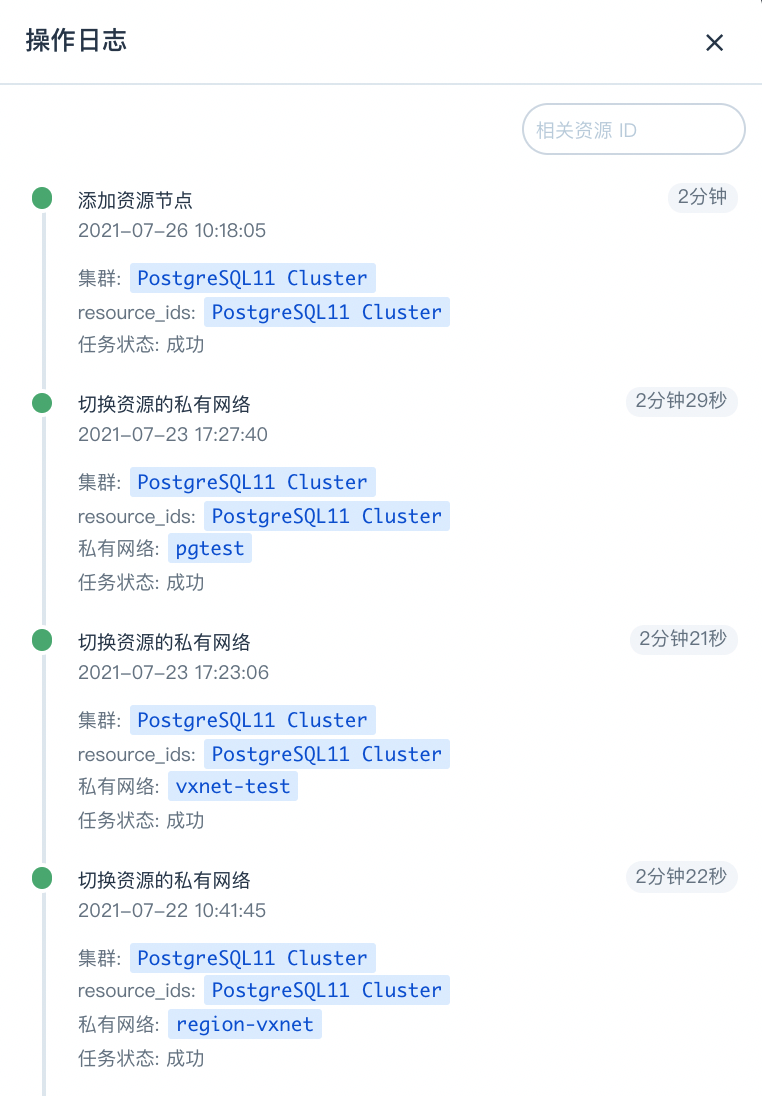 操作日志
相关资源 ID
添加资源节点 2分钟
2021-07-26 10:18:05
集群: PostgreSQL11 Cluster
resource_ids: PostgreSQL11 Cluster
任务状态: 成功
切换资源的私有网络 2分钟29秒
2021-07-23 17:27:40
集群: PostgreSQL11 Cluster
resource_ids: PostgreSQL11 Cluster
私有网络: pgtest
任务状态: 成功
切换资源的私有网络 2分钟21秒
2021-07-23 17:23:06
集群: PostgreSQL11 Cluster
resource_ids: PostgreSQL11 Cluster
私有网络: vxnet-test
任务状态: 成功
切换资源的私有网络 2分钟22秒
2021-07-22 10:41:45
集群: PostgreSQL11 Cluster
resource_ids: PostgreSQL11 Cluster
私有网络: region-vxnet
任务状态: 成功